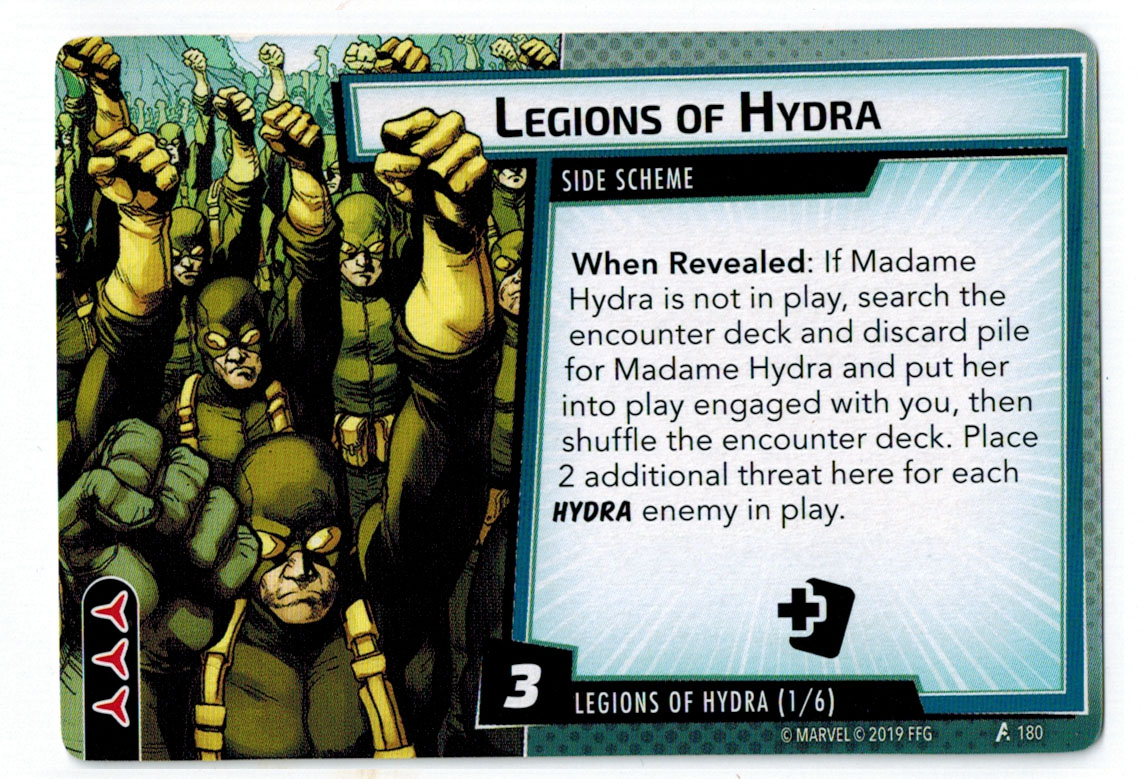 LEGIONS OF HYDRA
SIDE SCHEME
When Revealed: If Madame
Hydra is not in play, search the
encounter deck and discard pile
for Madame Hydra and put her
into play engaged with you, then
shuffle the encounter deck. Place
2 additional threat here for each
HYDRA enemy in play.
3
LEGIONS OF HYDRA (1/6)
© MARVEL © 2019 FFG
180